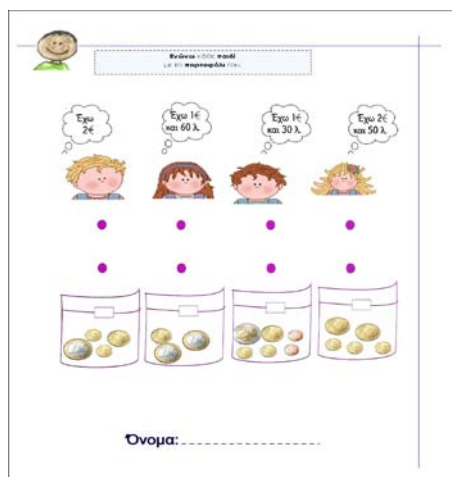 Ενώνω κάθε παιδί
με το πορτοφόλι του.
Έχω
2€
Έχω 1€
και 60 λ.
Έχω 1€
και 30 λ.
Έχω 2€
και 50 λ.
Όνομα: